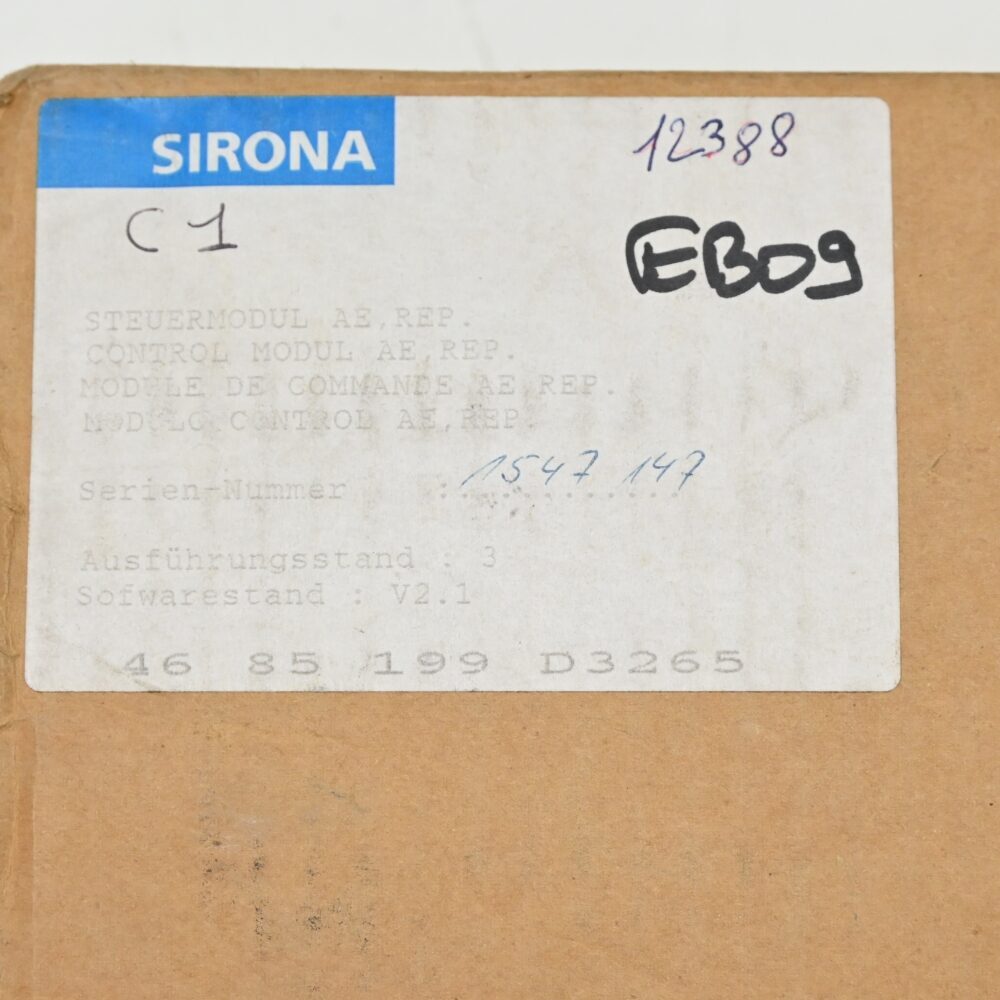 SIRONA
12388
C 1
EB09
STEUERMODUL AE,REP.
CONTROL MODUL AE,REP.
MODULE DE COMMANDE AE,REP.
MODULO CONTROL AE,REP.
Serien-Nummer : 1547 147
Ausführungsstand : 3
Sofwarestand : V2.1
46 85 199 D3265